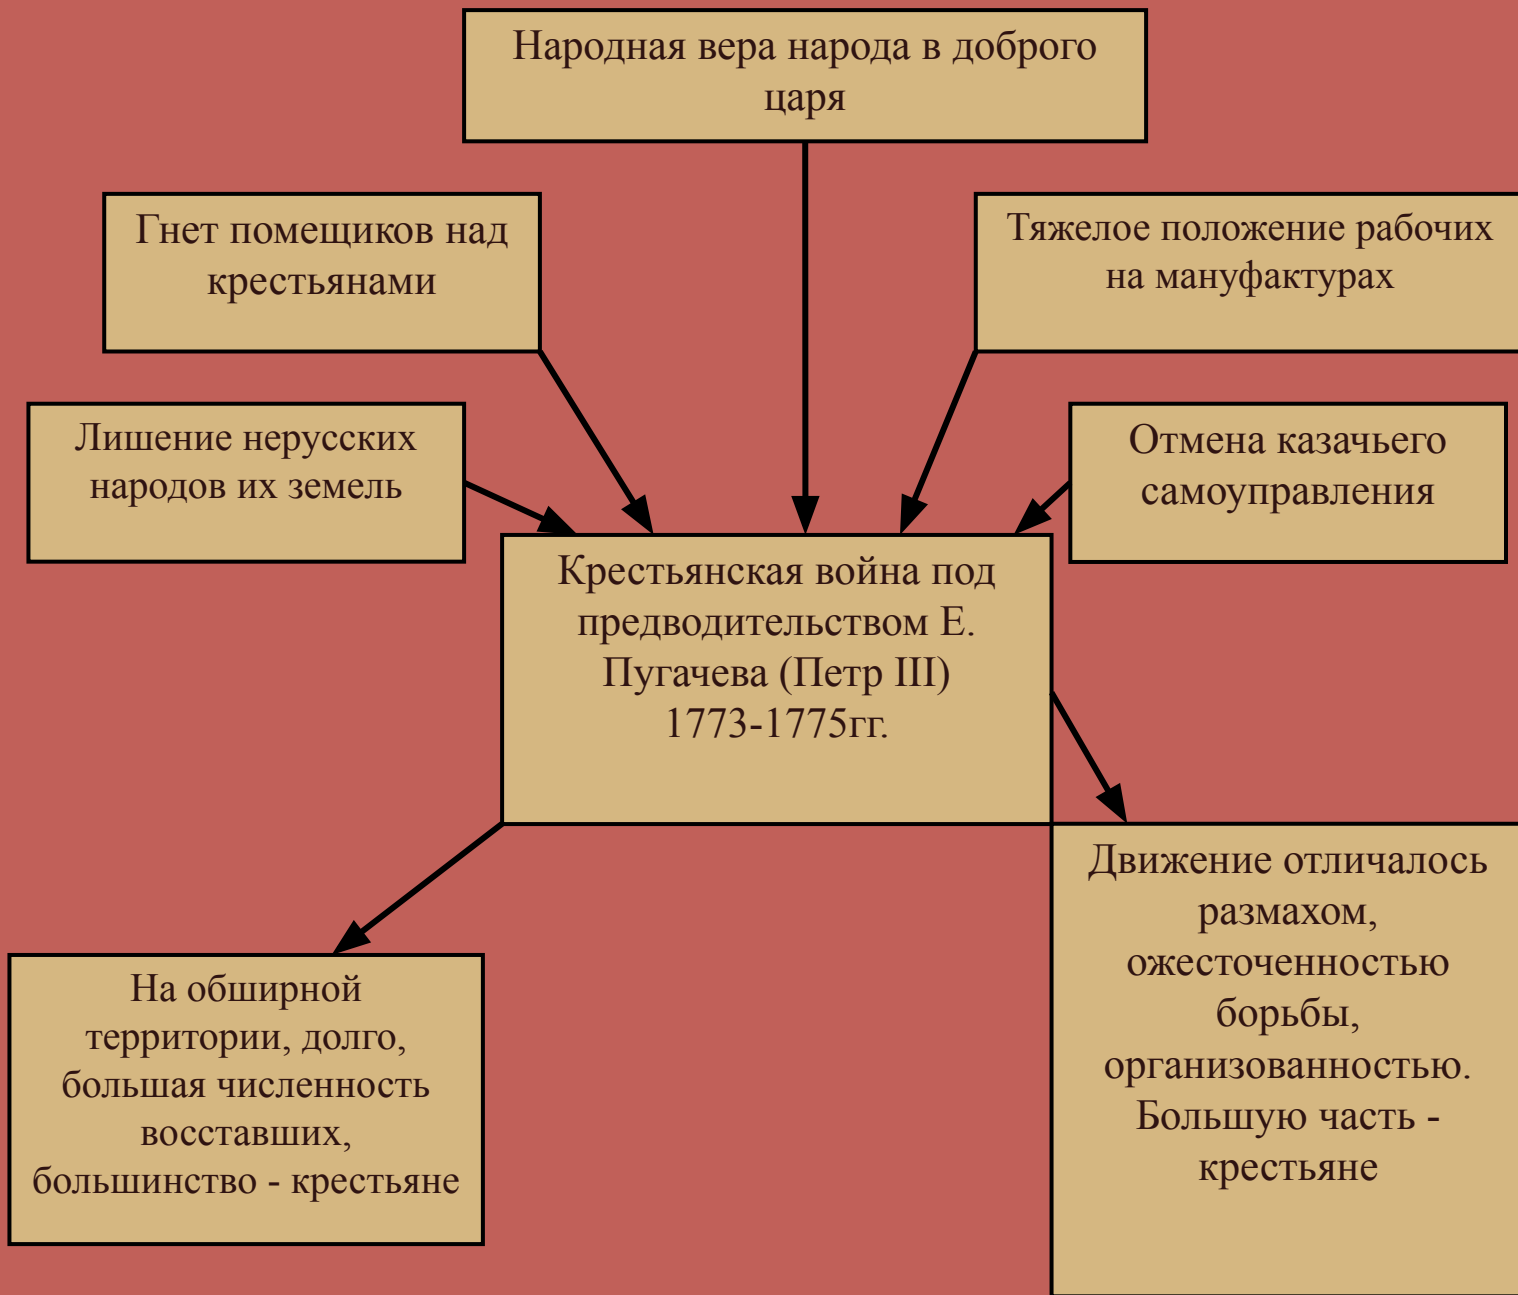 Народная вера народа в доброго
царя
Гнет помещиков над
крестьянами
Тяжелое положение рабочих
на мануфактурах
Лишение нерусских
народов их земель
Отмена казачьего
самоуправления
Крестьянская война под
предводительством Е.
Пугачева (Петр III)
1773-1775гг.
На обширной
территории, долго,
большая численность
восставших,
большинство - крестьяне
Движение отличалось
размахом,
ожесточенностью
борьбы,
организованностью.
Большую часть -
крестьяне